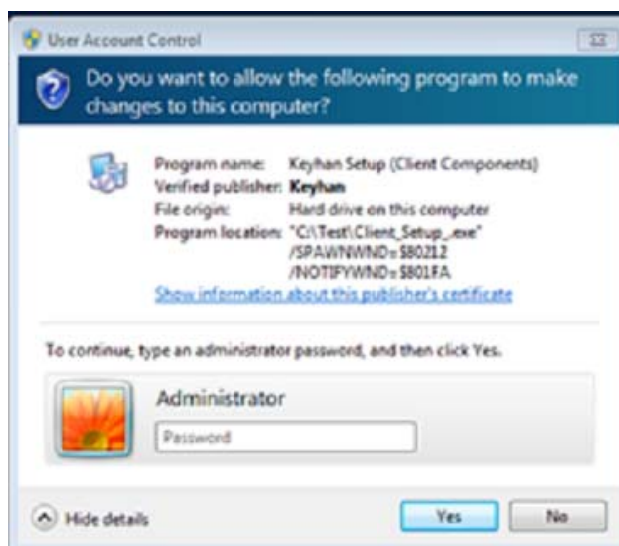 User Account Control
Do you want to allow the following program to make
changes to this computer?
Program name: Keyhan Setup (Client Components)
Verified publisher: Keyhan
File origin: Hard drive on this computer
Program location: "C:\Test\Client_Setup_.exe"
/SPAWNWND=$80212
/NOTIFYWND=$801FA
Show information about this publisher's certificate
To continue, type an administrator password, and then click Yes.
Administrator
Password
Hide details
Yes
No